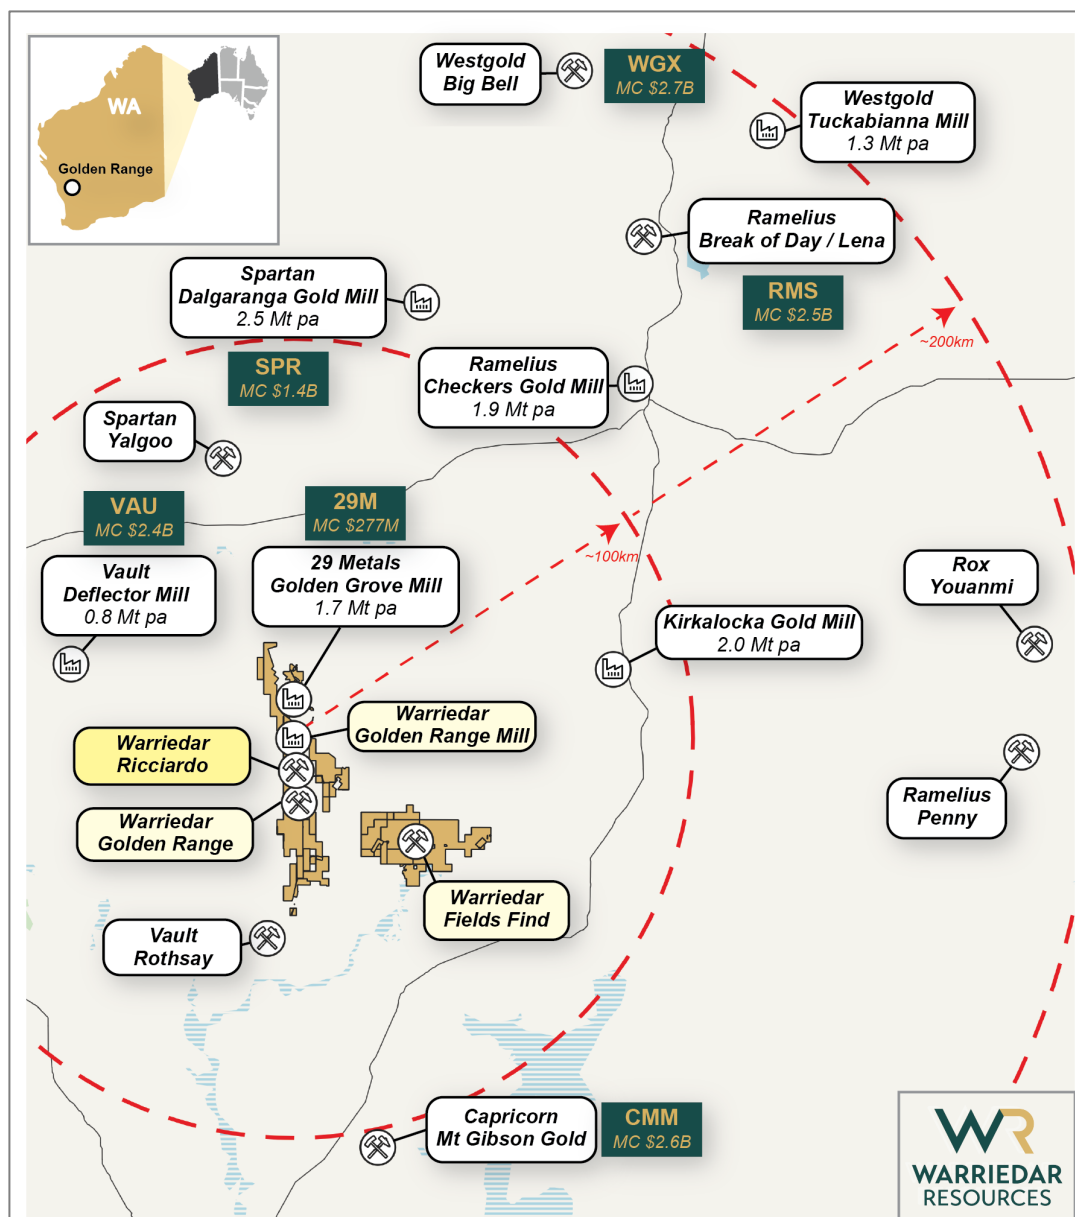 WA
Golden Range
Westgold
Big Bell
WGX
MC $2.7B
Westgold
Tuckabianna Mill
1.3 Mt pa
Ramelius
Break of Day / Lena
RMS
MC $2.5B
Spartan
Dalgaranga Gold Mill
2.5 Mt pa
SPR
MC $1.4B
~200km
Ramelius
Checkers Gold Mill
1.9 Mt pa
Spartan
Yalgoo
VAU
MC $2.4B
29M
MC $277M
~100km
Vault
Deflector Mill
0.8 Mt pa
29 Metals
Golden Grove Mill
1.7 Mt pa
Rox
Youanmi
Kirkalocka Gold Mill
2.0 Mt pa
Warriedar
Golden Range Mill
Warriedar
Ricciardo
Ramelius
Penny
Warriedar
Golden Range
Warriedar
Fields Find
Vault
Rothsay
Capricorn
Mt Gibson Gold
CMM
MC $2.6B
WR
WARRIEDAR
RESOURCES